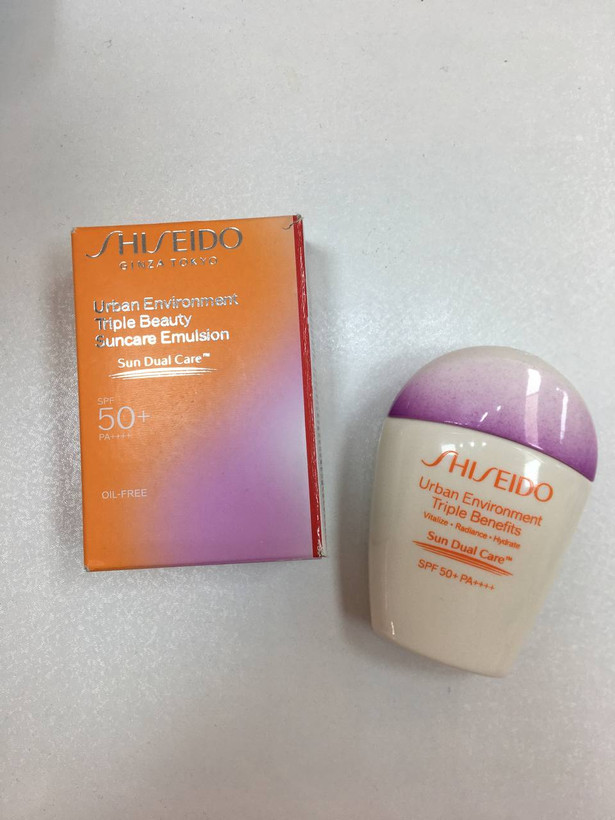 SHISEIDO
GINZA TOKYO
Urban Environment
Triple Beauty
Suncare Emulsion
Sun Dual Care™
SPF
50+
PA++++
OIL-FREE
SHISEIDO
Urban Environment
Triple Benefits
Vitalize • Radiance • Hydrate
Sun Dual Care™
SPF 50+ PA++++